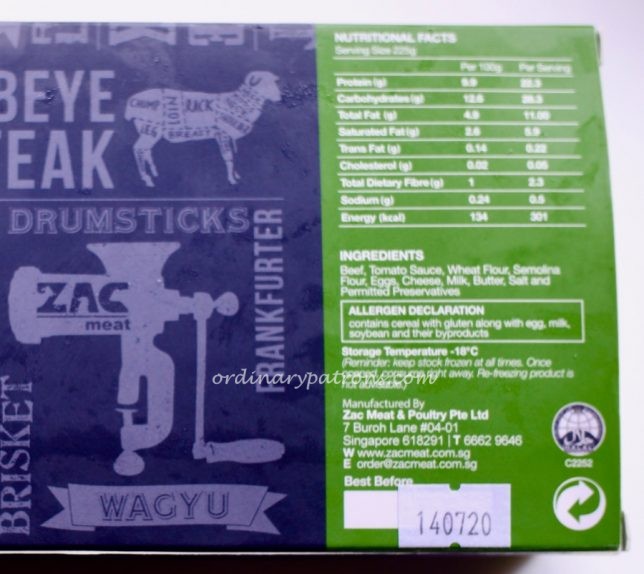 BEYE
EAK
CHUMP LOIN RACK
LEG BREAST
DRUMSTICKS
FRANKFURTER
ZAC
meat
BRISKET
WAGYU
NUTRITIONAL FACTS
Serving Size 225g
Per 100g Per Serving
Protein (g) 9.9 22.3
Carbohydrates (g) 12.6 28.3
Total Fat (g) 4.9 11.00
Saturated Fat (g) 2.6 5.9
Trans Fat (g) 0.14 0.32
Cholesterol (g) 0.02 0.05
Total Dietary Fibre (g) 1 2.3
Sodium (g) 0.24 0.5
Energy (kcal) 134 301
INGREDIENTS
Beef, Tomato Sauce, Wheat Flour, Semolina
Flour, Eggs, Cheese, Milk, Butter, Salt and
Permitted Preservatives
ALLERGEN DECLARATION
contains cereal with gluten along with egg, milk,
soybean and their byproducts
Storage Temperature -18°C
(Reminder: keep stock frozen at all times. Once
right away. Re-freezing product is
not advisable)
ordinarypatrons.com
Manufactured By
Zac Meat & Poultry Pte Ltd
7 Buroh Lane #04-01
Singapore 618291 | T 6662 9646
W www.zacmeat.com.sg
E order@zacmeat.com.sg
C2252
Best Before
140720